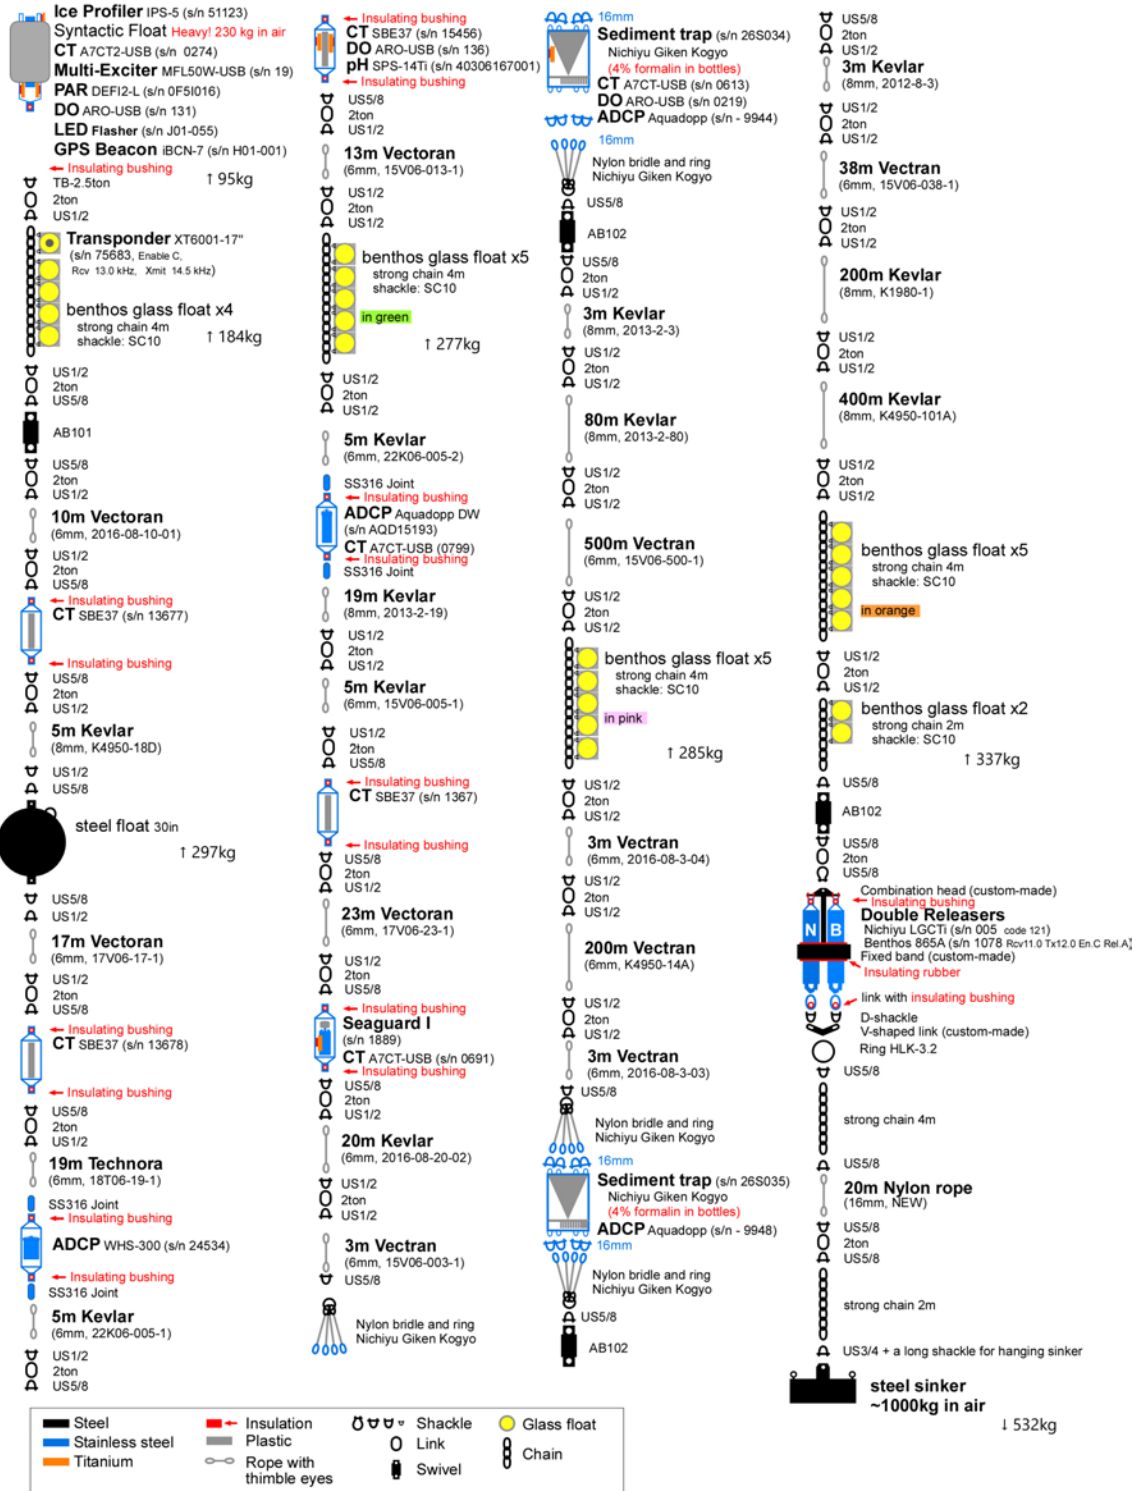 Ice Profiler IPS-5 (s/n 51123)
Syntactic Float Heavy! 230 kg in air
CT A7CT2-USB (s/n 0274)
Multi-Exciter MFL50W-USB (s/n 19)
PAR DEFI2-L (s/n 0F5I016)
DO ARO-USB (s/n 131)
LED Flasher (s/n J01-055)
GPS Beacon iBCN-7 (s/n H01-001)
← Insulating bushing
TB-2.5ton
↑ 95kg
2ton
US1/2
Transponder XT6001-17"
(s/n 75683, Enable C,
Rcv 13.0 kHz, Xmit 14.5 kHz)
benthos glass float x4
strong chain 4m
shackle: SC10
↑ 184kg
US1/2
2ton
US5/8
AB101
US5/8
2ton
US1/2
10m Vectoran
(6mm, 2016-08-10-01)
US1/2
2ton
US5/8
← Insulating bushing
CT SBE37 (s/n 13677)
← Insulating bushing
US5/8
2ton
US1/2
5m Kevlar
(8mm, K4950-18D)
US1/2
US5/8
steel float 30in
↑ 297kg
US5/8
US1/2
17m Vectoran
(6mm, 17V06-17-1)
US1/2
2ton
US5/8
← Insulating bushing
CT SBE37 (s/n 13678)
← Insulating bushing
US5/8
2ton
US1/2
19m Technora
(6mm, 18T06-19-1)
SS316 Joint
← Insulating bushing
ADCP WHS-300 (s/n 24534)
← Insulating bushing
SS316 Joint
5m Kevlar
(6mm, 22K06-005-1)
US1/2
2ton
US5/8
← Insulating bushing
CT SBE37 (s/n 15456)
DO ARO-USB (s/n 136)
pH SPS-14Ti (s/n 40306167001)
← Insulating bushing
US5/8
2ton
US1/2
13m Vectoran
(6mm, 15V06-013-1)
US1/2
2ton
US1/2
benthos glass float x5
strong chain 4m
shackle: SC10
in green
↑ 277kg
US1/2
2ton
US1/2
5m Kevlar
(6mm, 22K06-005-2)
SS316 Joint
← Insulating bushing
ADCP Aquadopp DW
(s/n AQD15193)
CT A7CT-USB (0799)
← Insulating bushing
SS316 Joint
19m Kevlar
(8mm, 2013-2-19)
US1/2
2ton
US1/2
5m Kevlar
(6mm, 15V06-005-1)
US1/2
2ton
US5/8
← Insulating bushing
CT SBE37 (s/n 1367)
← Insulating bushing
US5/8
2ton
US1/2
23m Vectoran
(6mm, 17V06-23-1)
US1/2
2ton
US5/8
← Insulating bushing
Seaguard I
(s/n 1889)
CT A7CT-USB (s/n 0691)
← Insulating bushing
US5/8
2ton
US1/2
20m Kevlar
(6mm, 2016-08-20-02)
US1/2
2ton
US1/2
3m Vectran
(6mm, 15V06-003-1)
US5/8
Nylon bridle and ring
Nichiyu Giken Kogyo
16mm
Sediment trap (s/n 26S034)
Nichiyu Giken Kogyo
(4% formalin in bottles)
CT A7CT-USB (s/n 0613)
DO ARO-USB (s/n 0219)
ADCP Aquadopp (s/n - 9944)
16mm
Nylon bridle and ring
Nichiyu Giken Kogyo
US5/8
AB102
US5/8
2ton
US1/2
3m Kevlar
(8mm, 2013-2-3)
US1/2
2ton
US1/2
80m Kevlar
(8mm, 2013-2-80)
US1/2
2ton
US1/2
500m Vectran
(6mm, 15V06-500-1)
US1/2
2ton
US1/2
benthos glass float x5
strong chain 4m
shackle: SC10
in pink
↑ 285kg
US1/2
2ton
US1/2
3m Vectran
(6mm, 2016-08-3-04)
US1/2
2ton
US1/2
200m Vectran
(6mm, K4950-14A)
US1/2
2ton
US1/2
3m Vectran
(6mm, 2016-08-3-03)
US5/8
Nylon bridle and ring
Nichiyu Giken Kogyo
16mm
Sediment trap (s/n 26S035)
Nichiyu Giken Kogyo
(4% formalin in bottles)
ADCP Aquadopp (s/n - 9948)
16mm
Nylon bridle and ring
Nichiyu Giken Kogyo
US5/8
AB102
US5/8
2ton
US1/2
3m Kevlar
(8mm, 2012-8-3)
US1/2
2ton
US1/2
38m Vectran
(6mm, 15V06-038-1)
US1/2
2ton
US1/2
200m Kevlar
(8mm, K1980-1)
US1/2
2ton
US1/2
400m Kevlar
(8mm, K4950-101A)
US1/2
2ton
US1/2
benthos glass float x5
strong chain 4m
shackle: SC10
in orange
US1/2
2ton
US1/2
benthos glass float x2
strong chain 2m
shackle: SC10
↑ 337kg
US5/8
AB102
US5/8
2ton
US5/8
Combination head (custom-made)
← Insulating bushing
Double Releasers
N B
Nichiyu LGCTi (s/n 005 code 121)
Benthos 865A (s/n 1078 Rcv11.0 Tx12.0 En.C Rel.A)
Fixed band (custom-made)
Insulating rubber
link with insulating bushing
D-shackle
V-shaped link (custom-made)
Ring HLK-3.2
US5/8
strong chain 4m
US5/8
20m Nylon rope
(16mm, NEW)
US5/8
2ton
US5/8
strong chain 2m
US3/4 + a long shackle for hanging sinker
steel sinker
~1000kg in air
↓ 532kg
Steel
Stainless steel
Titanium
Insulation
Plastic
Rope with
thimble eyes
Shackle
Link
Swivel
Glass float
Chain